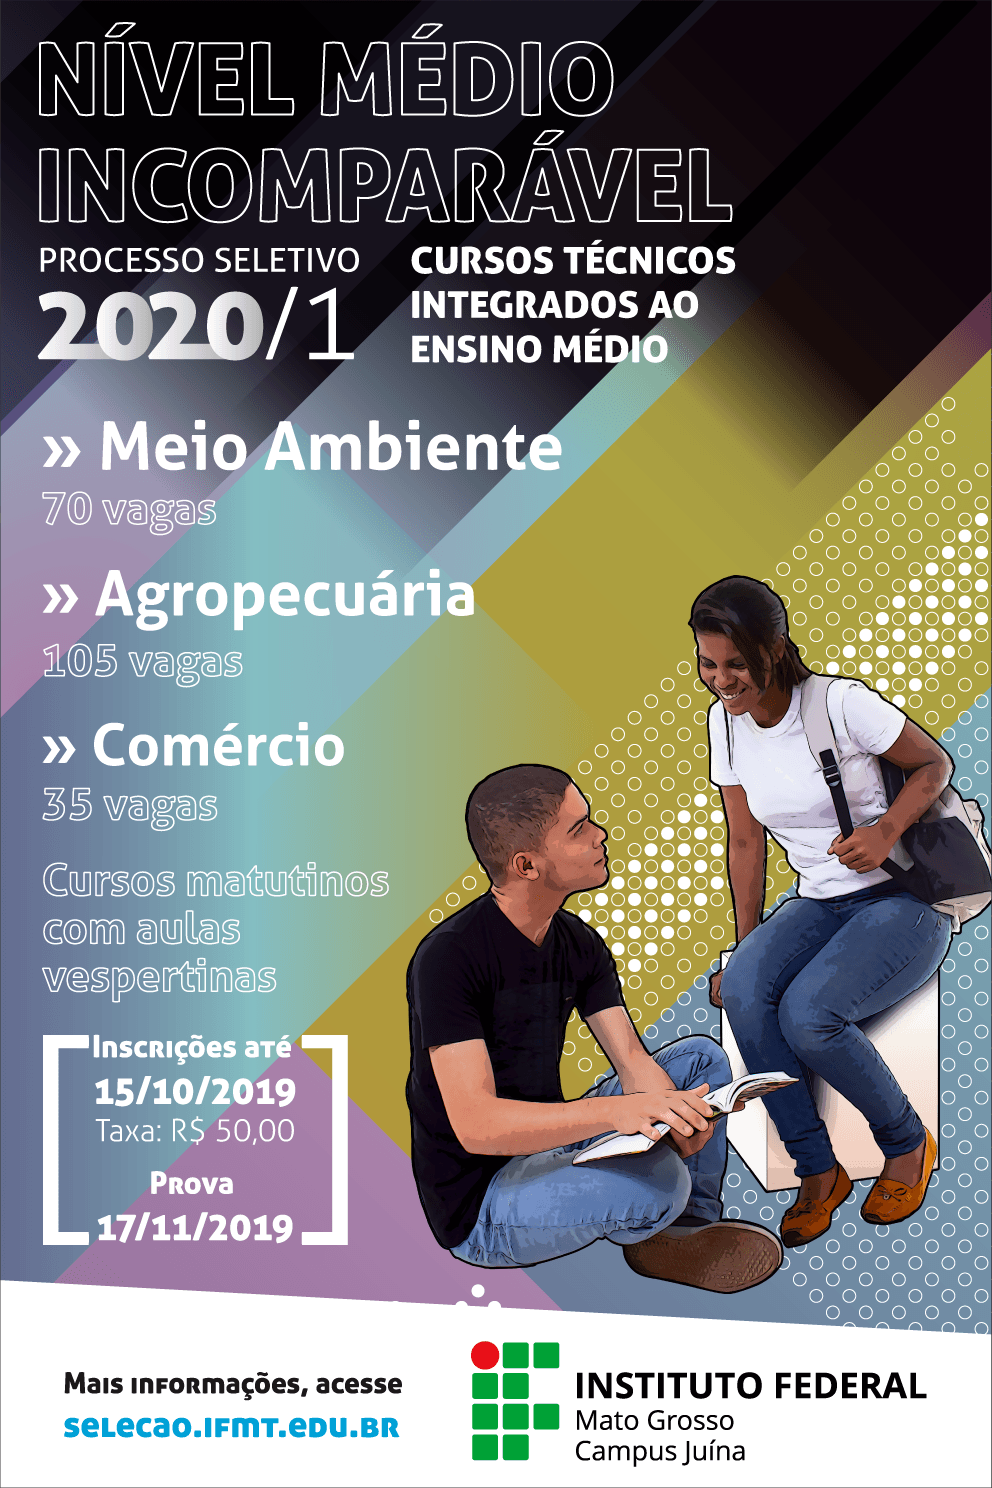 NÍVEL MÉDIO
INCOMPARÁVEL
PROCESSO SELETIVO
2020/1
CURSOS TÉCNICOS
INTEGRADOS AO
ENSINO MÉDIO
» Meio Ambiente
70 vagas
» Agropecuária
105 vagas
» Comércio
35 vagas
Cursos matutinos
com aulas
vespertinas
Inscrições até
15/10/2019
Taxa: R$ 50,00
Prova
17/11/2019
Mais informações, acesse
selecao.ifmt.edu.br
INSTITUTO FEDERAL
Mato Grosso
Campus Juína